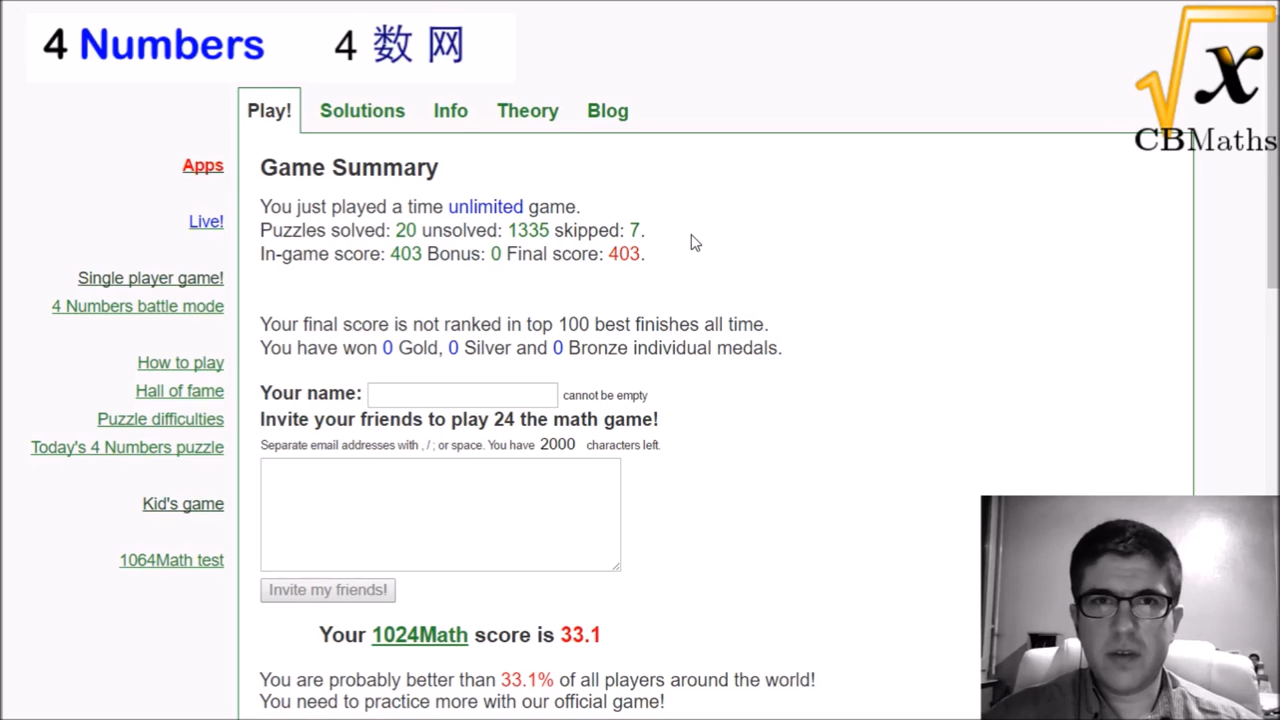 4 Numbers 4 数 网
x
CBMaths
Play! Solutions Info Theory Blog
Apps
Live!
Single player game!
4 Numbers battle mode
How to play
Hall of fame
Puzzle difficulties
Today's 4 Numbers puzzle
Kid's game
1064Math test
Game Summary
You just played a time unlimited game.
Puzzles solved: 20 unsolved: 1335 skipped: 7.
In-game score: 403 Bonus: 0 Final score: 403.
Your final score is not ranked in top 100 best finishes all time.
You have won 0 Gold, 0 Silver and 0 Bronze individual medals.
Your name: cannot be empty
Invite your friends to play 24 the math game!
Separate email addresses with , / ; or space. You have 2000 characters left.
Invite my friends!
Your 1024Math score is 33.1
You are probably better than 33.1% of all players around the world!
You need to practice more with our official game!